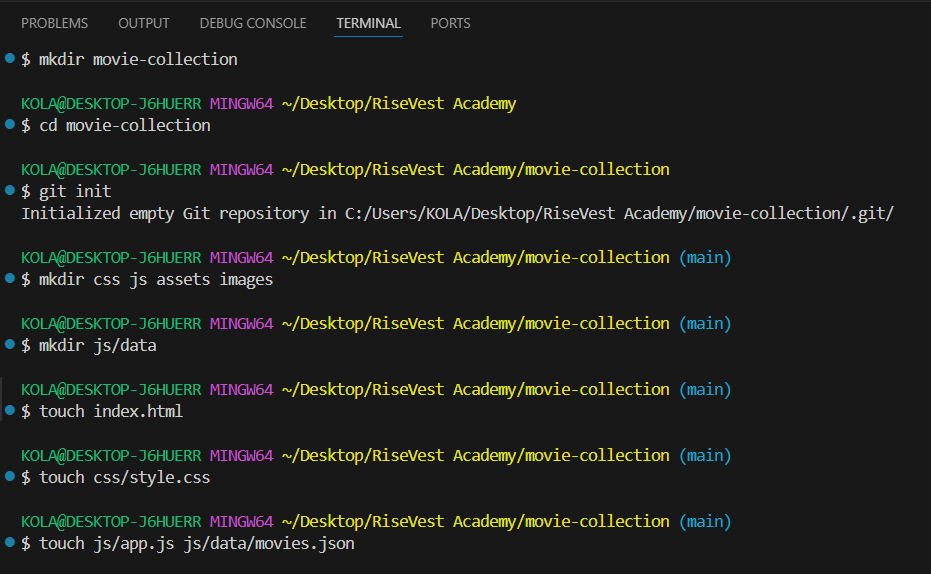 PROBLEMS OUTPUT DEBUG CONSOLE TERMINAL PORTS
$ mkdir movie-collection
KOLA@DESKTOP-J6HUERR MINGW64 ~/Desktop/RiseVest Academy
$ cd movie-collection
KOLA@DESKTOP-J6HUERR MINGW64 ~/Desktop/RiseVest Academy/movie-collection
$ git init
Initialized empty Git repository in C:/Users/KOLA/Desktop/RiseVest Academy/movie-collection/.git/
KOLA@DESKTOP-J6HUERR MINGW64 ~/Desktop/RiseVest Academy/movie-collection (main)
$ mkdir css js assets images
KOLA@DESKTOP-J6HUERR MINGW64 ~/Desktop/RiseVest Academy/movie-collection (main)
$ mkdir js/data
KOLA@DESKTOP-J6HUERR MINGW64 ~/Desktop/RiseVest Academy/movie-collection (main)
$ touch index.html
KOLA@DESKTOP-J6HUERR MINGW64 ~/Desktop/RiseVest Academy/movie-collection (main)
$ touch css/style.css
KOLA@DESKTOP-J6HUERR MINGW64 ~/Desktop/RiseVest Academy/movie-collection (main)
$ touch js/app.js js/data/movies.json